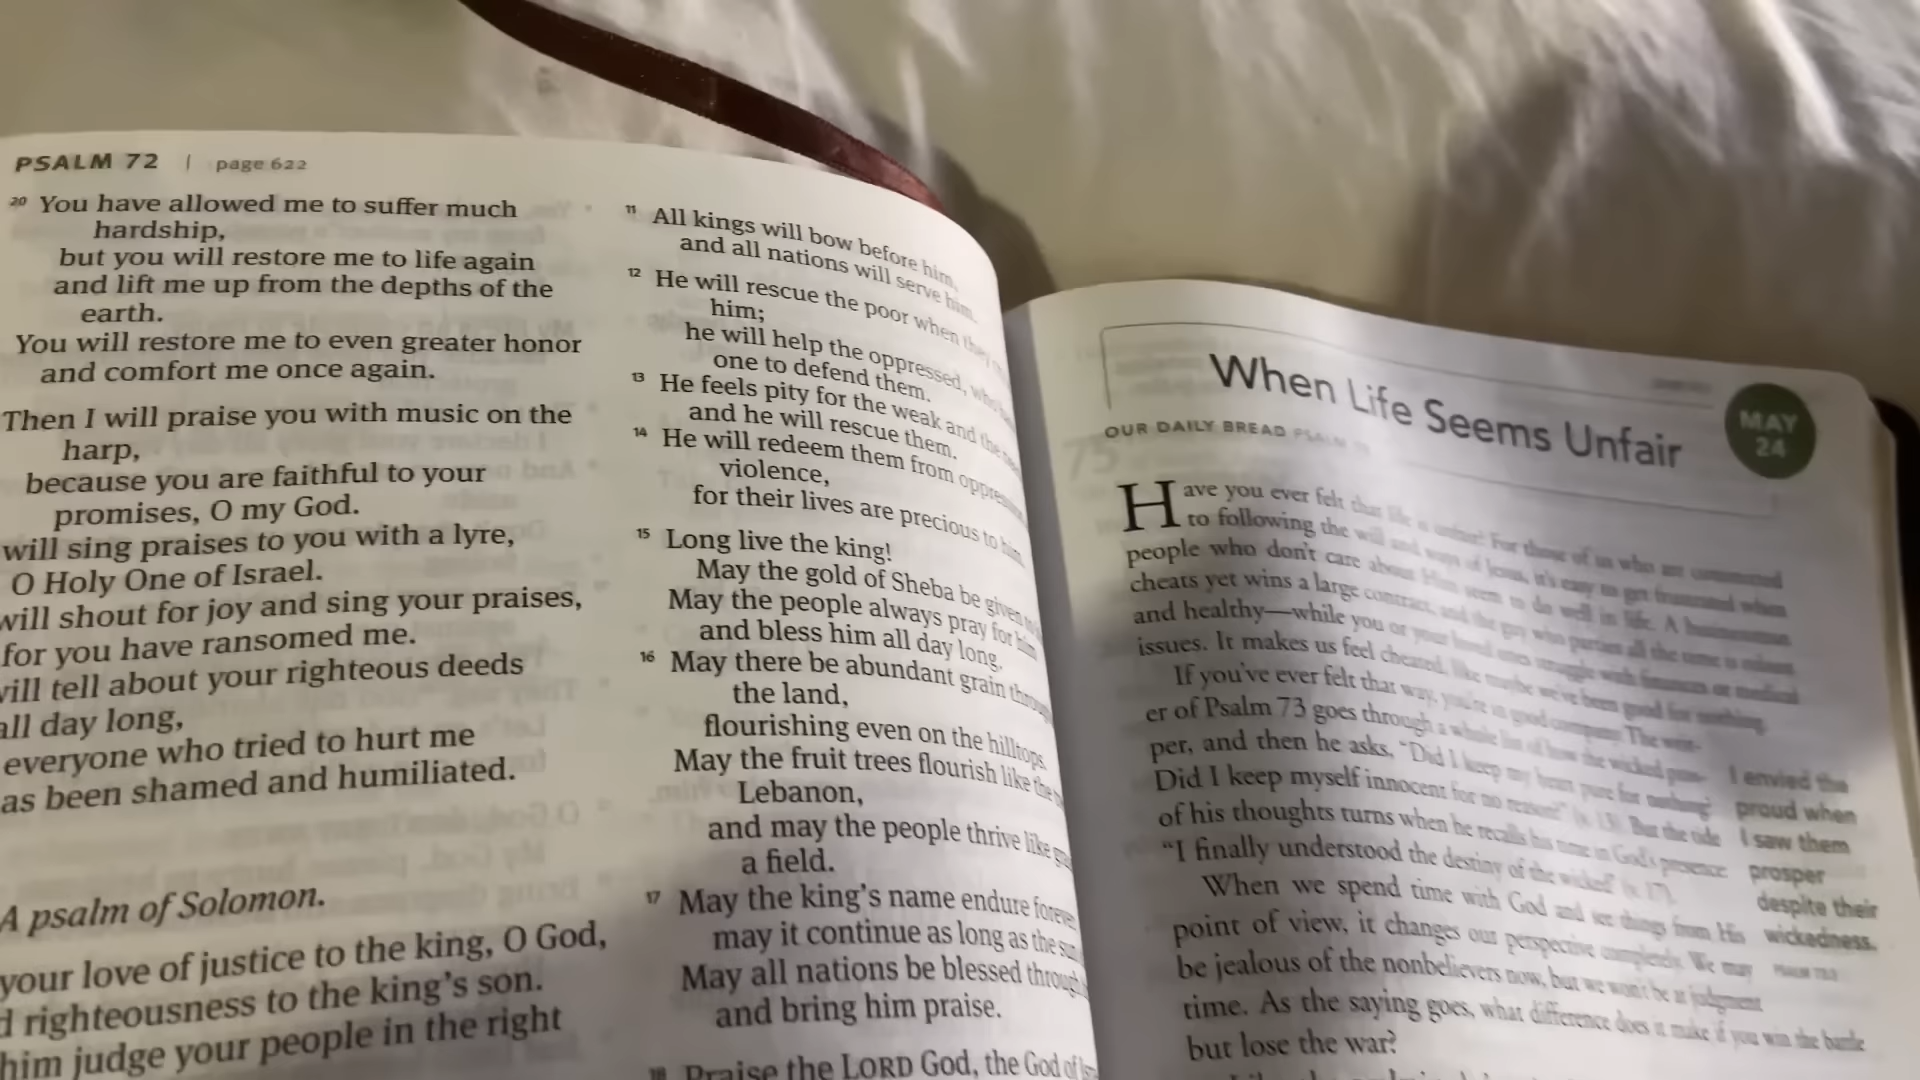 PSALM 72 | page 622
20 You have allowed me to suffer much
hardship,
but you will restore me to life again
and lift me up from the depths of the
earth.
You will restore me to even greater honor
and comfort me once again.
Then I will praise you with music on the
harp,
because you are faithful to your
promises, O my God.
will sing praises to you with a lyre,
O Holy One of Israel.
will shout for joy and sing your praises,
for you have ransomed me.
will tell about your righteous deeds
all day long,
everyone who tried to hurt me
as been shamed and humiliated.
A psalm of Solomon.
your love of justice to the king, O God,
d righteousness to the king's son.
him judge your people in the right
11 All kings will bow before him,
and all nations will serve him.
12 He will rescue the poor when they
him;
he will help the oppressed, who
one to defend them.
13 He feels pity for the weak and the
and he will rescue them.
14 He will redeem them from
violence,
for their lives are precious to him.
15 Long live the king!
May the gold of Sheba be given
May the people always pray for him
and bless him all day long.
16 May there be abundant grain
the land,
flourishing even on the hilltops.
May the fruit trees flourish like the
Lebanon,
and may the people thrive like
a field.
17 May the king's name endure
may it continue as long as the
May all nations be blessed
and bring him praise.
18 Praise the LORD God, the God of
When Life Seems Unfair
MAY
24
OUR DAILY BREAD PSALM
Have you ever felt that life is unfair? For those of us who are committed
to following the will and ways of Jesus, it's easy to get frustrated when
people who don't care about Him seem to do well in life. A businessman
cheats yet wins a large contract, and the guy who parties all the time is robust
and healthy—while you or your loved ones struggle with finances or medical
issues. It makes us feel cheated, like maybe we've been good for nothing.
If you've ever felt that way, you're in good company. The writ-
er of Psalm 73 goes through a whole list of how the wicked pros-
per, and then he asks, "Did I keep my heart pure for nothing?
Did I keep myself innocent for no reason?" (v. 13). But the tide
of his thoughts turns when he recalls his time in God's presence:
"I finally understood the destiny of the wicked" (v. 17).
When we spend time with God and see things from His
point of view, it changes our perspective completely. We may
be jealous of the nonbelievers now, but we won't be at judgment
time. As the saying goes, what difference does it make if you win the battle
but lose the war?
I envied the
proud when
I saw them
prosper
despite their
wickedness.
PSALM 73:3